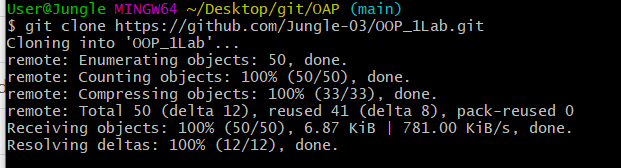 User@Jungle MINGW64 ~/Desktop/git/OAP (main)
$ git clone https://github.com/Jungle-03/OOP_1Lab.git
Cloning into 'OOP_1Lab'...
remote: Enumerating objects: 50, done.
remote: Counting objects: 100% (50/50), done.
remote: Compressing objects: 100% (33/33), done.
remote: Total 50 (delta 12), reused 41 (delta 8), pack-reused 0
Receiving objects: 100% (50/50), 6.87 KiB | 781.00 KiB/s, done.
Resolving deltas: 100% (12/12), done.